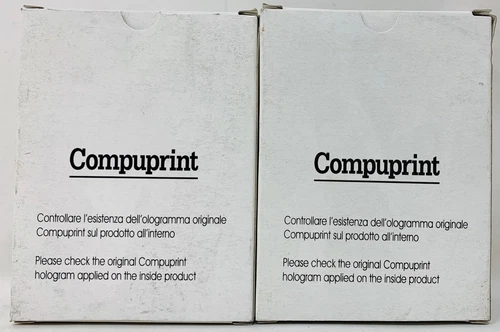 Compuprint
Controllare l'esistenza dell'ologramma originale
Compuprint sul prodotto all'interno
Please check the original Compuprint
hologram applied on the inside product
Compuprint
Controllare l'esistenza dell'ologramma originale
Compuprint sul prodotto all'interno
Please check the original Compuprint
hologram applied on the inside product